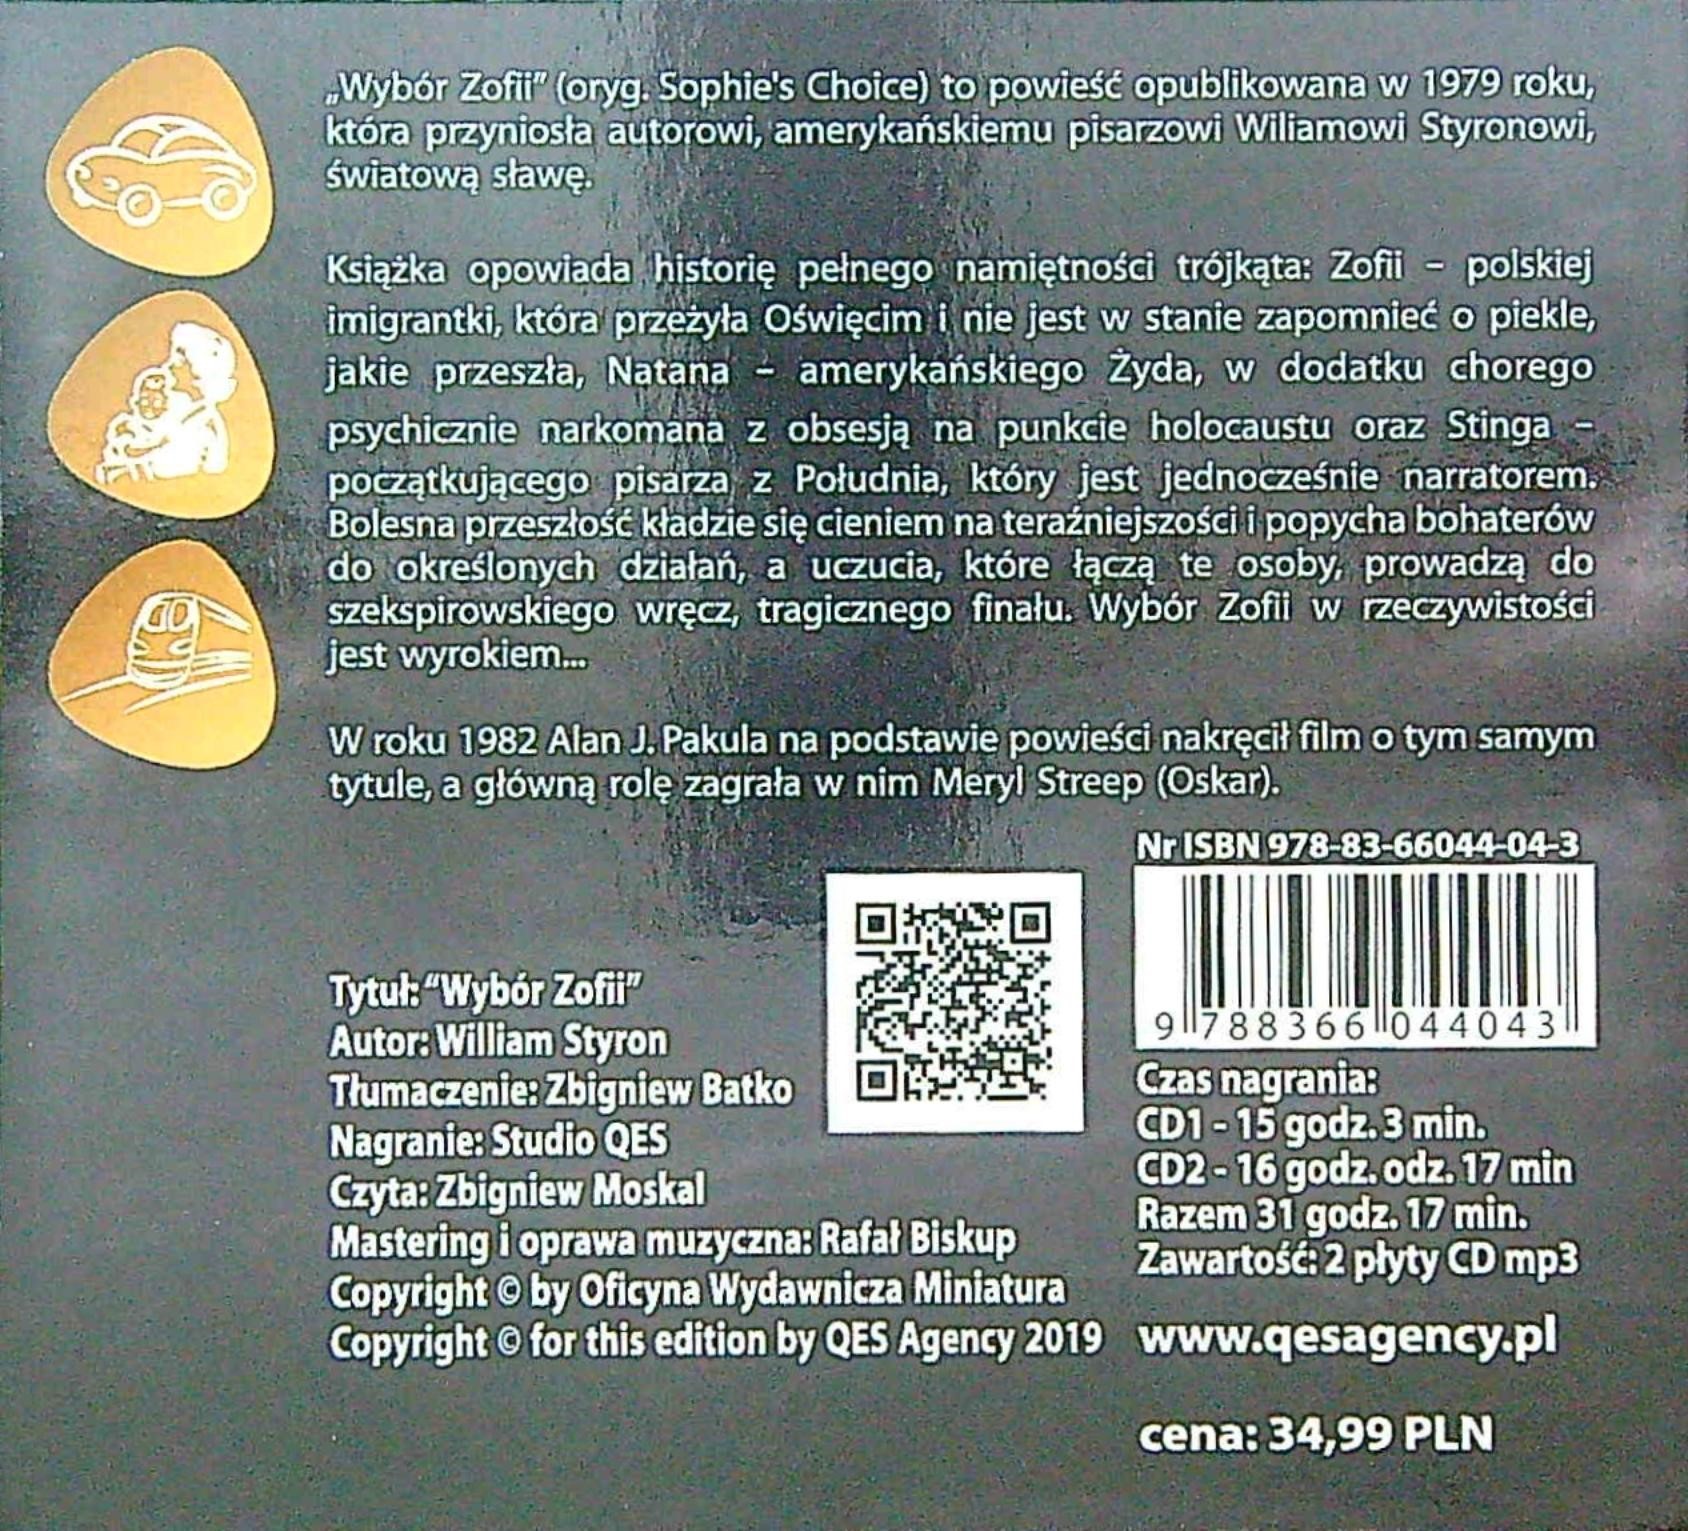 „Wybór Zofii” (oryg. Sophie's Choice) to powieść opublikowana w 1979 roku,
która przyniosła autorowi, amerykańskiemu pisarzowi Wiliamowi Styronowi,
światową sławę.
Książka opowiada historię pełnego namiętności trójkąta: Zofii – polskiej
imigrantki, która przeżyła Oświęcim i nie jest w stanie zapomnieć o piekle,
jakie przeszła, Natana – amerykańskiego Żyda, w dodatku chorego
psychicznie narkomana z obsesją na punkcie holocaustu oraz Stinga –
początkującego pisarza z Południa, który jest jednocześnie narratorem.
Bolesna przeszłość kładzie się cieniem na teraźniejszości i popycha bohaterów
do określonych działań, a uczucia, które łączą te osoby, prowadzą do
szekspirowskiego wręcz, tragicznego finału. Wybór Zofii w rzeczywistości
jest wyrokiem...
W roku 1982 Alan J. Pakula na podstawie powieści nakręcił film o tym samym
tytule, a główną rolę zagrała w nim Meryl Streep (Oskar).
Nr ISBN 978-83-66044-04-3
9 788366 044043
Tytuł: “Wybór Zofii”
Autor: William Styron
Tłumaczenie: Zbigniew Batko
Nagranie: Studio QES
Czyta: Zbigniew Moskal
Mastering i oprawa muzyczna: Rafał Biskup
Copyright © by Oficyna Wydawnicza Miniatura
Copyright © for this edition by QES Agency 2019
Czas nagrania:
CD1 - 15 godz. 3 min.
CD2 - 16 godz. odz. 17 min
Razem 31 godz. 17 min.
Zawartość: 2 płyty CD mp3
www.qesagency.pl
cena: 34,99 PLN